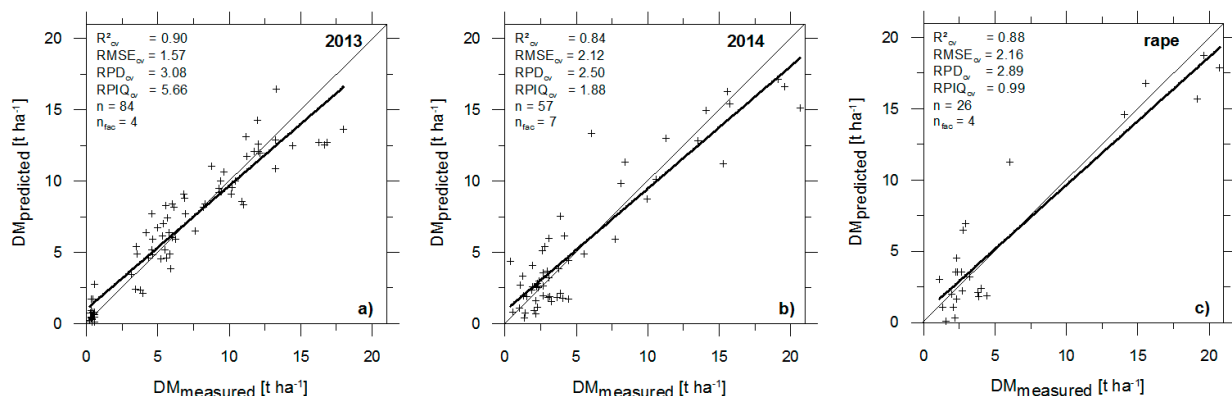 2013
R²cv = 0.90
RMSEcv = 1.57
RPDcv = 3.08
RPIQcv = 5.66
n = 84
nfac = 4
20
15
10
5
0
DMpredicted [t ha-1]
a)
0 5 10 15 20
DMmeasured [t ha-1]
2014
R²cv = 0.84
RMSEcv = 2.12
RPDcv = 2.50
RPIQcv = 1.88
n = 57
nfac = 7
20
15
10
5
0
DMpredicted [t ha-1]
b)
0 5 10 15 20
DMmeasured [t ha-1]
rape
R²cv = 0.88
RMSEcv = 2.16
RPDcv = 2.89
RPIQcv = 0.99
n = 26
nfac = 4
20
15
10
5
0
DMpredicted [t ha-1]
c)
0 5 10 15 20
DMmeasured [t ha-1]